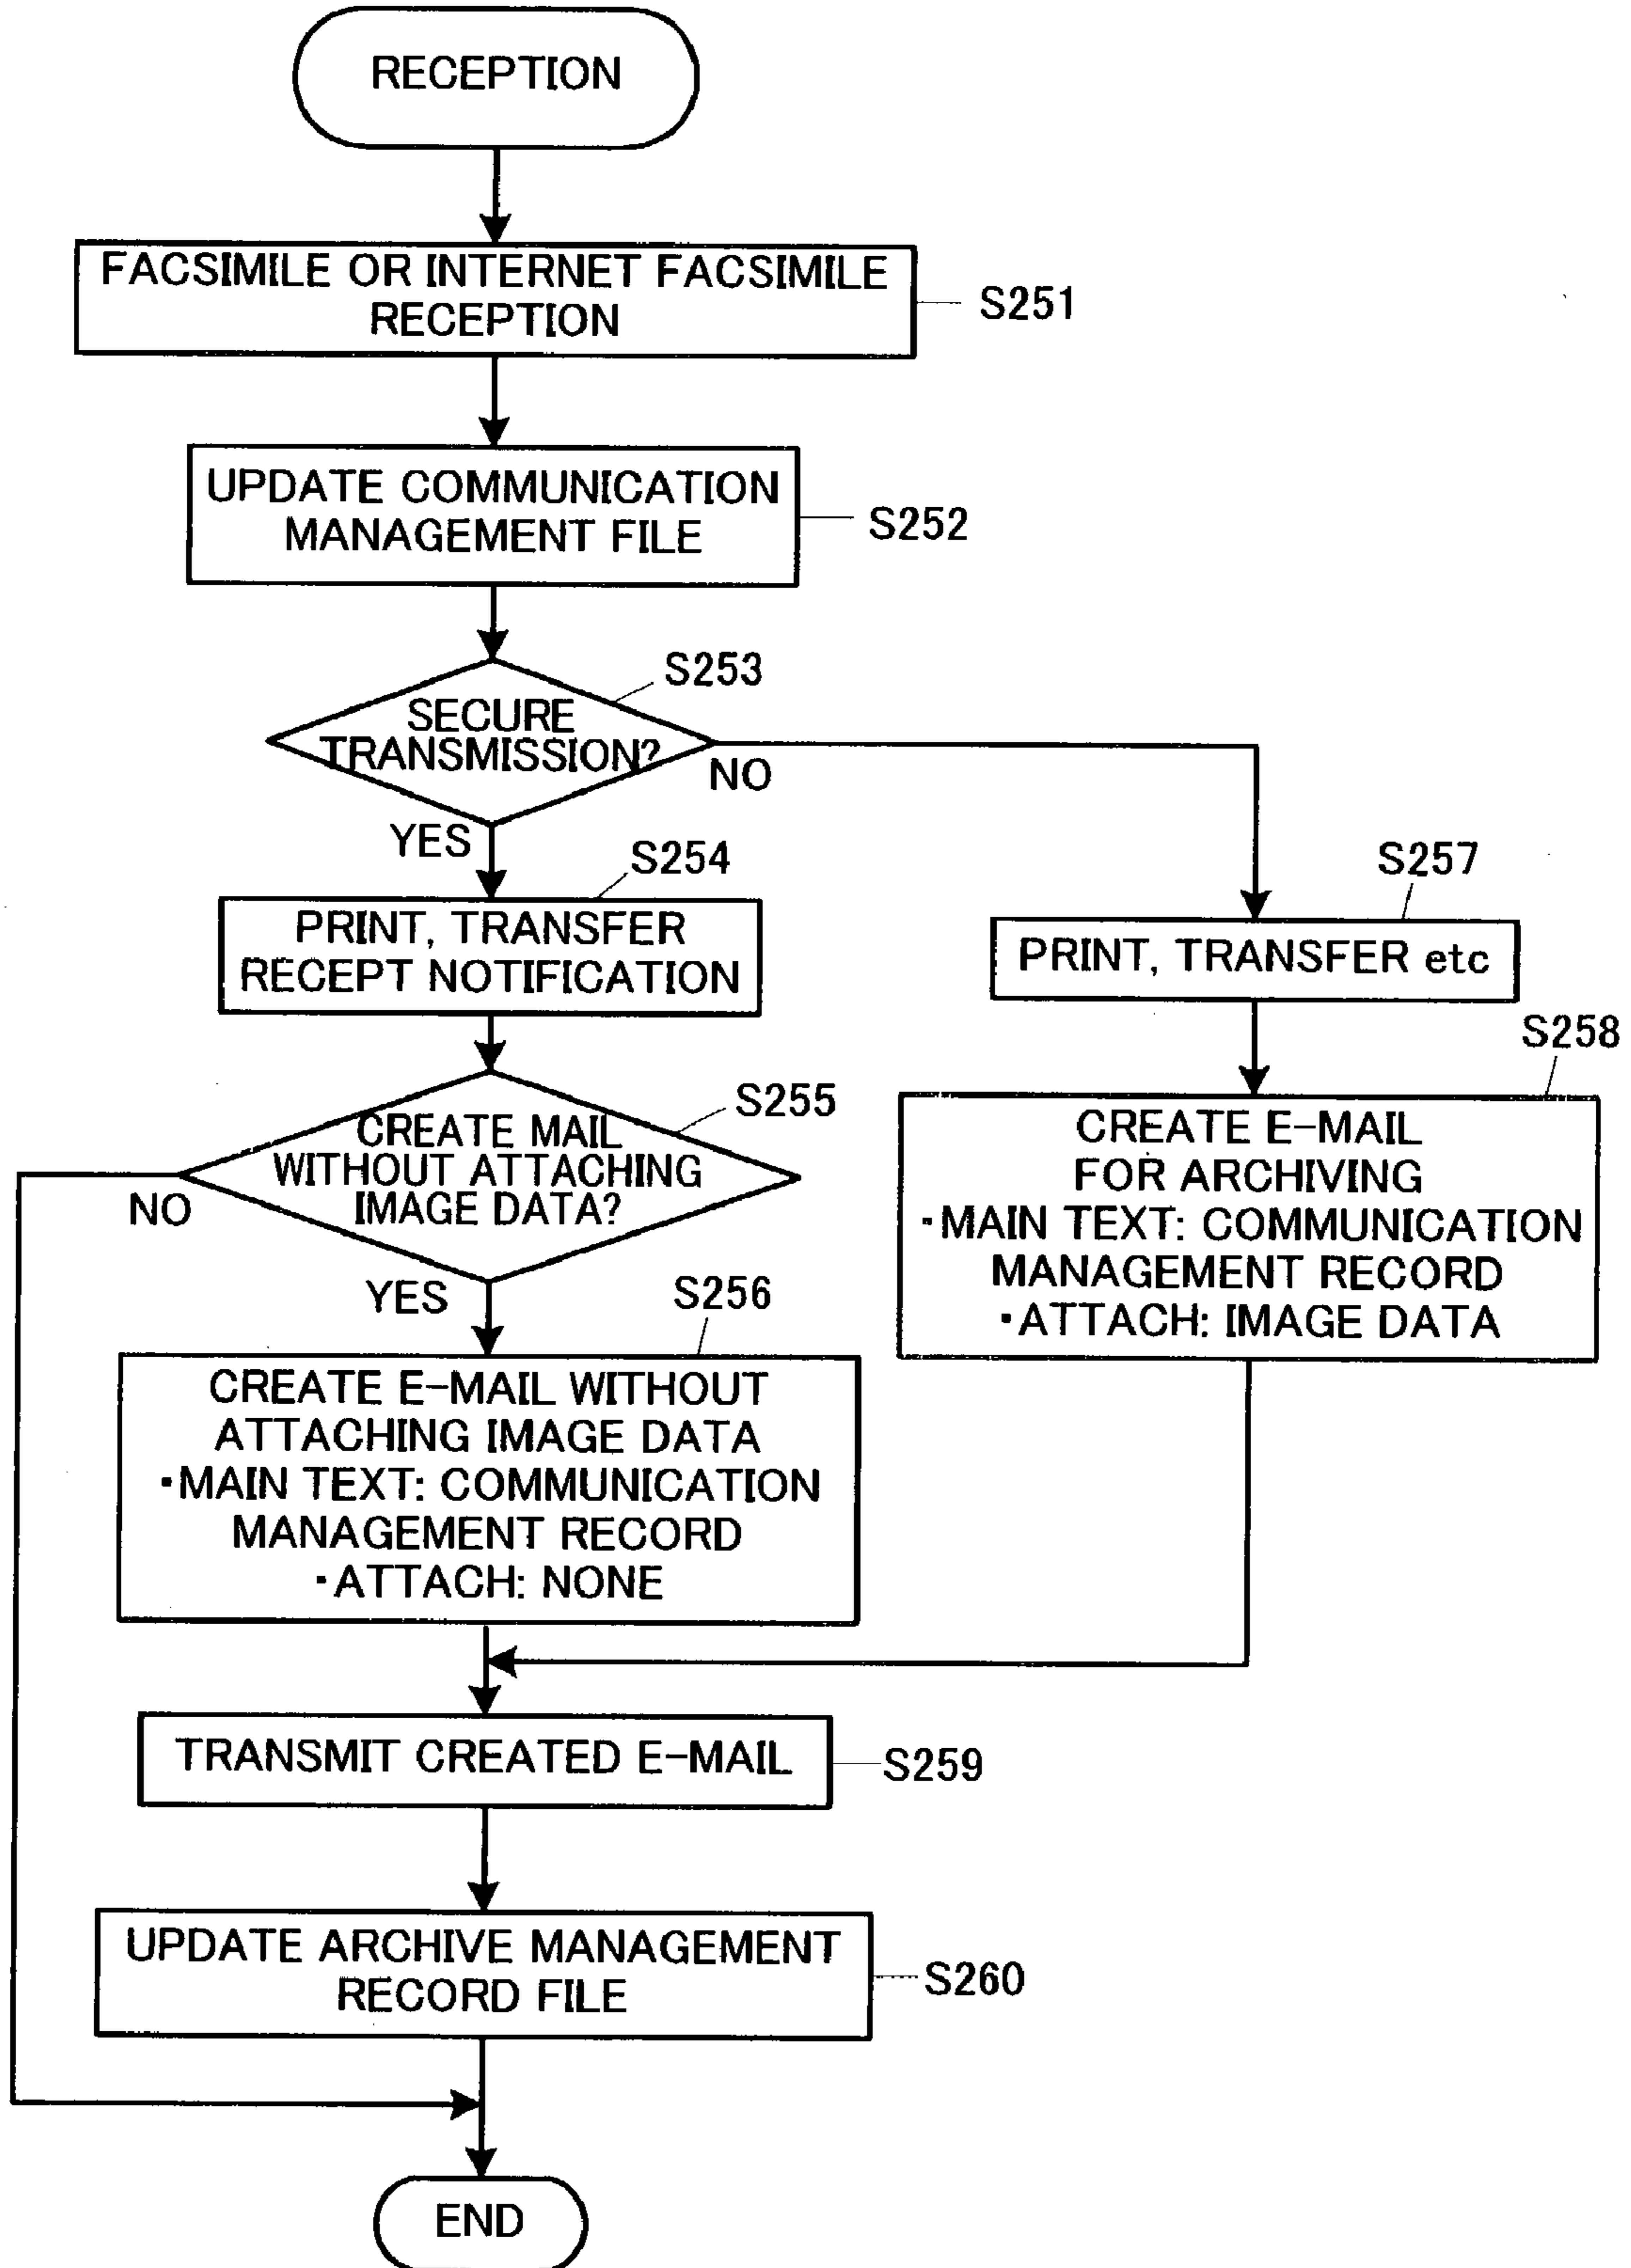 RECEPTION
FACSIMILE OR INTERNET FACSIMILE
RECEPTION
S251
UPDATE COMMUNICATION
MANAGEMENT FILE
S252
S253
SECURE
TRANSMISSION?
NO
YES
S254
PRINT, TRANSFER
RECEPT NOTIFICATION
S257
PRINT, TRANSFER etc
S255
CREATE MAIL
WITHOUT ATTACHING
IMAGE DATA?
NO
YES
S258
CREATE E-MAIL
FOR ARCHIVING
・MAIN TEXT: COMMUNICATION
MANAGEMENT RECORD
・ATTACH: IMAGE DATA
S256
CREATE E-MAIL WITHOUT
ATTACHING IMAGE DATA
・MAIN TEXT: COMMUNICATION
MANAGEMENT RECORD
・ATTACH: NONE
TRANSMIT CREATED E-MAIL
S259
UPDATE ARCHIVE MANAGEMENT
RECORD FILE
S260
END